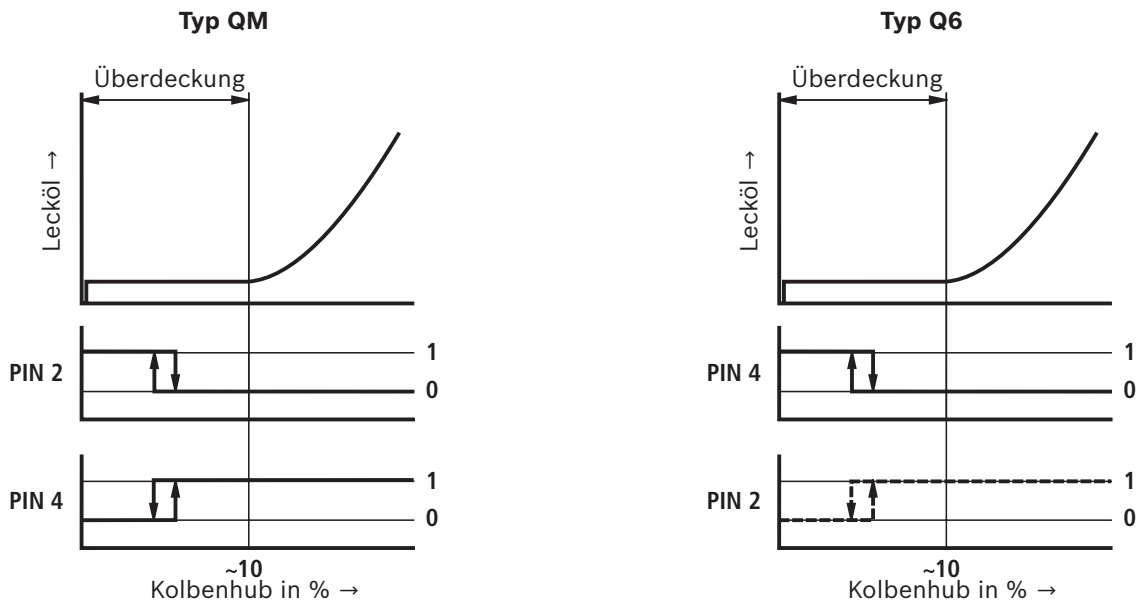 Typ QM
Überdeckung
Lecköl →
PIN 2
1
0
PIN 4
1
0
~10
Kolbenhub in % →
Typ Q6
Überdeckung
Lecköl →
PIN 4
1
0
PIN 2
1
0
~10
Kolbenhub in % →